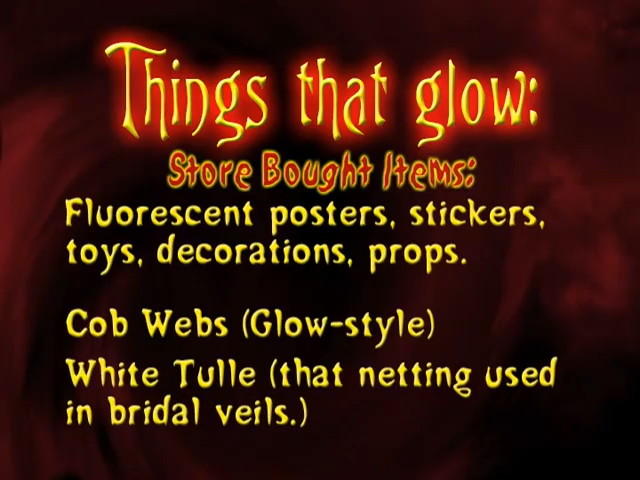 Things that glow:
Store Bought Items:
Fluorescent posters, stickers,
toys, decorations, props.
Cob Webs (Glow-style)
White Tulle (that netting used
in bridal veils.)